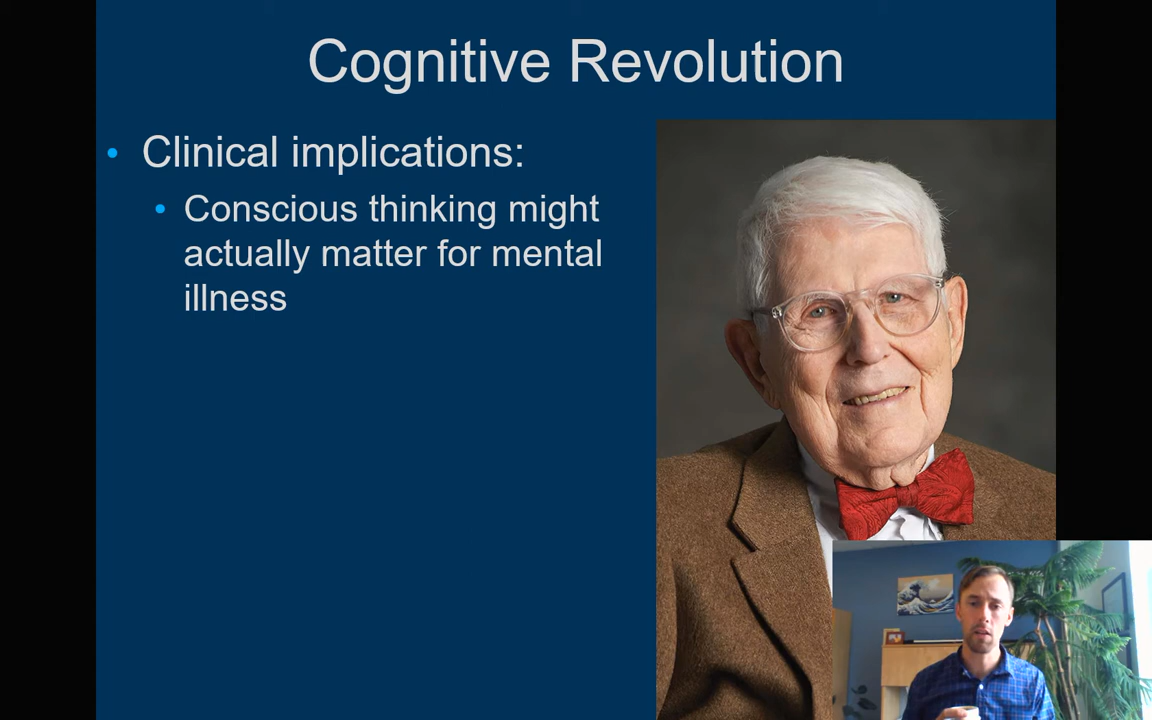 Cognitive Revolution
• Clinical implications:
• Conscious thinking might
actually matter for mental
illness